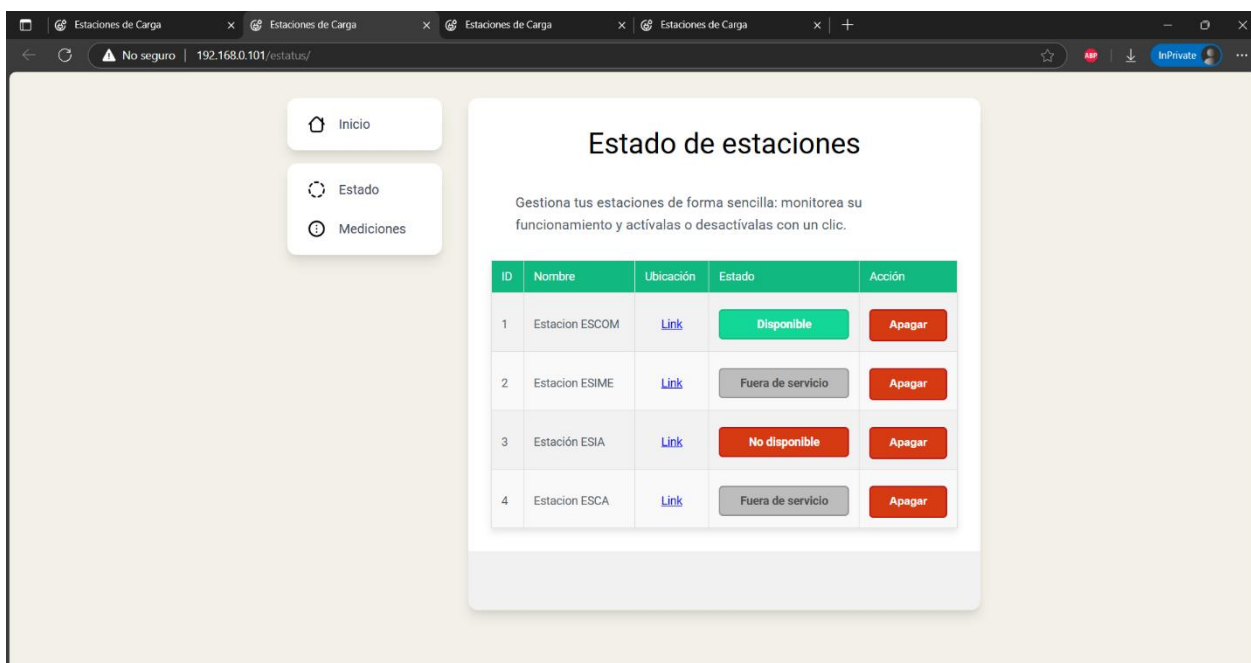 Estaciones de Carga
Estaciones de Carga
Estaciones de Carga
Estaciones de Carga
No seguro
192.168.0.101/estatus/
ABP
InPrivate
Inicio
Estado
Mediciones
Estado de estaciones
Gestiona tus estaciones de forma sencilla: monitorea su
funcionamiento y actívalas o desactívalas con un clic.
ID Nombre Ubicación Estado Acción
1 Estacion ESCOM Link Disponible Apagar
2 Estacion ESIME Link Fuera de servicio Apagar
3 Estación ESIA Link No disponible Apagar
4 Estacion ESCA Link Fuera de servicio Apagar